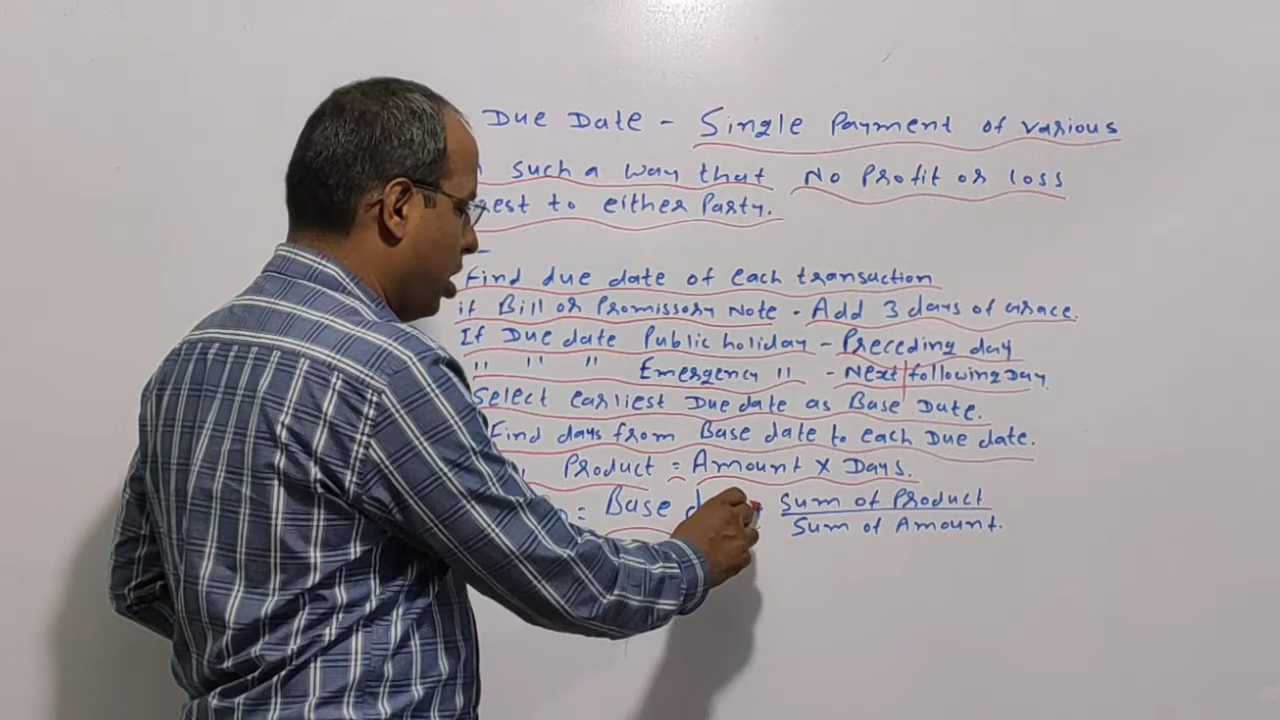 Due Date - Single Payment of various
such a way that No Profit or loss
rest to either Party.
Find due date of each transaction
if Bill or Promissory Note - Add 3 days of grace.
If Due date Public holiday - Preceding day
" " " Emergency " - Next following Day
Select earliest Due date as Base Date.
Find days from Base date to each Due date.
" Product = Amount X Days.
= Base d Sum of Product
Sum of Amount.